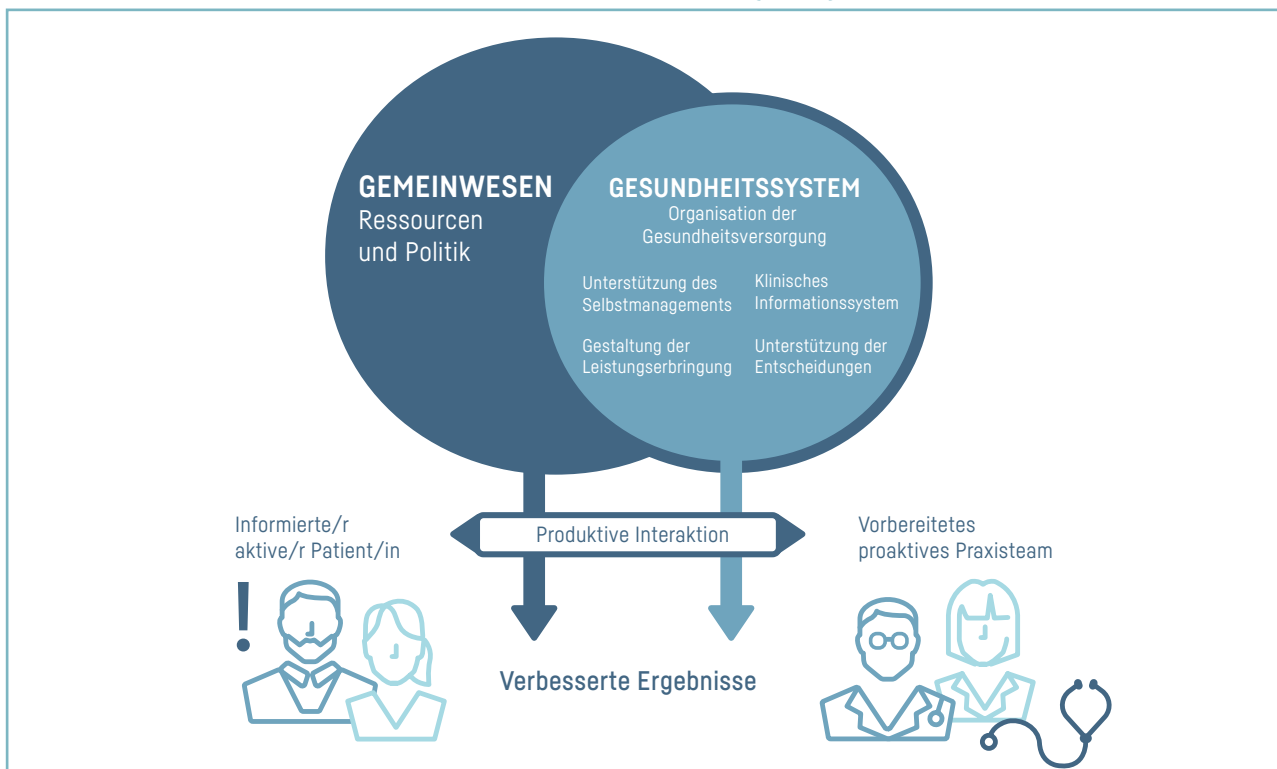 GEMEINWESEN
Ressourcen
und Politik
GESUNDHEITSSYSTEM
Organisation der
Gesundheitsversorgung
Unterstützung des
Selbstmanagements
Klinisches
Informationssystem
Gestaltung der
Leistungserbringung
Unterstützung der
Entscheidungen
Informierte/r
aktive/r Patient/in
Produktive Interaktion
Vorbereitetes
proaktives Praxisteam
!
Verbesserte Ergebnisse